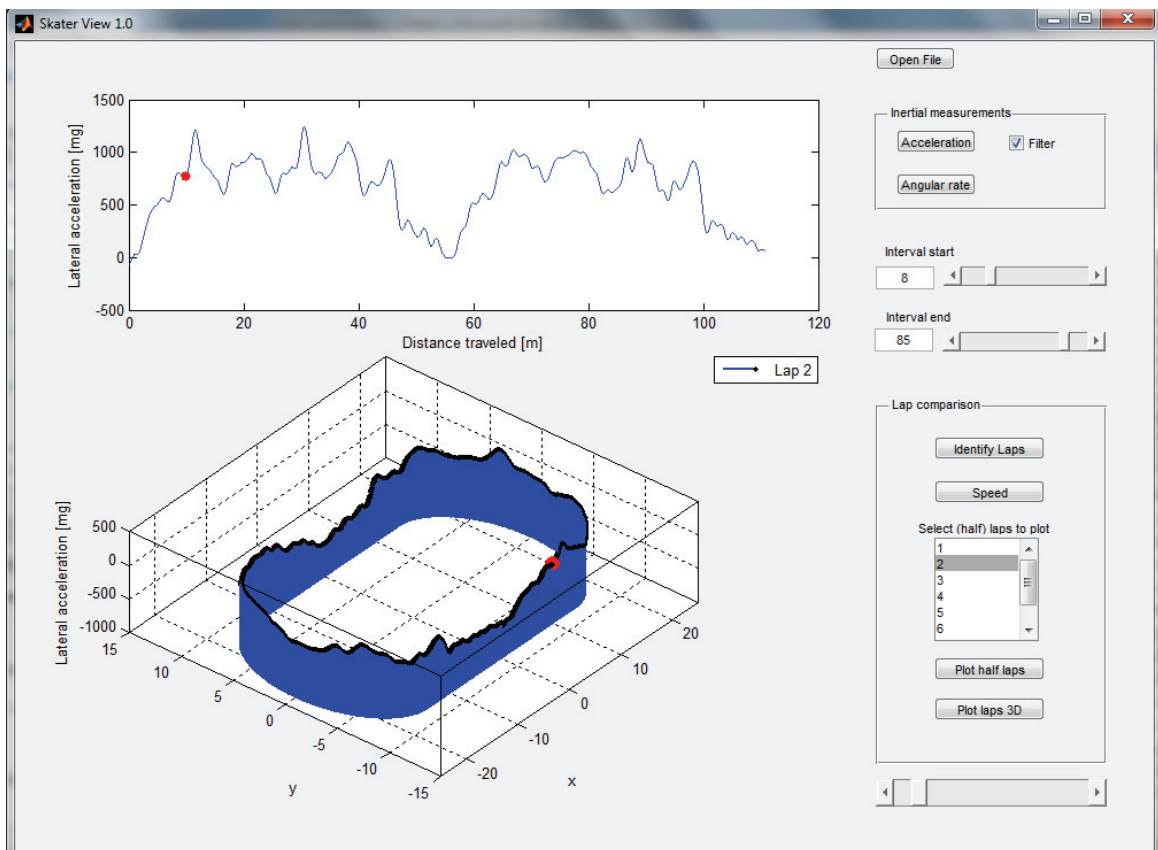 Skater View 1.0
Open File
1500
1000
500
0
-500
Lateral acceleration [mg]
0 20 40 60 80 100 120
Distance traveled [m]
Lap 2
Inertial measurements
Acceleration
Filter
Angular rate
Interval start
8
Interval end
85
Lap comparison
Identify Laps
Speed
Select (half) laps to plot
1
2
3
4
5
6
Plot half laps
Plot laps 3D
500
0
-500
-1000
Lateral acceleration [mg]
15
10
5
0
-5
-10
-15
y
20
10
0
-10
-20
x